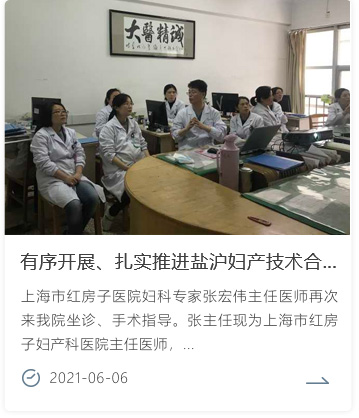 大醫精誠
有序开展、扎实推进盐沪妇产技术合...
上海市红房子医院妇科专家张宏伟主任医师再次
来我院坐诊、手术指导。张主任现为上海市红房
子妇产科医院主任医师，...
2021-06-06